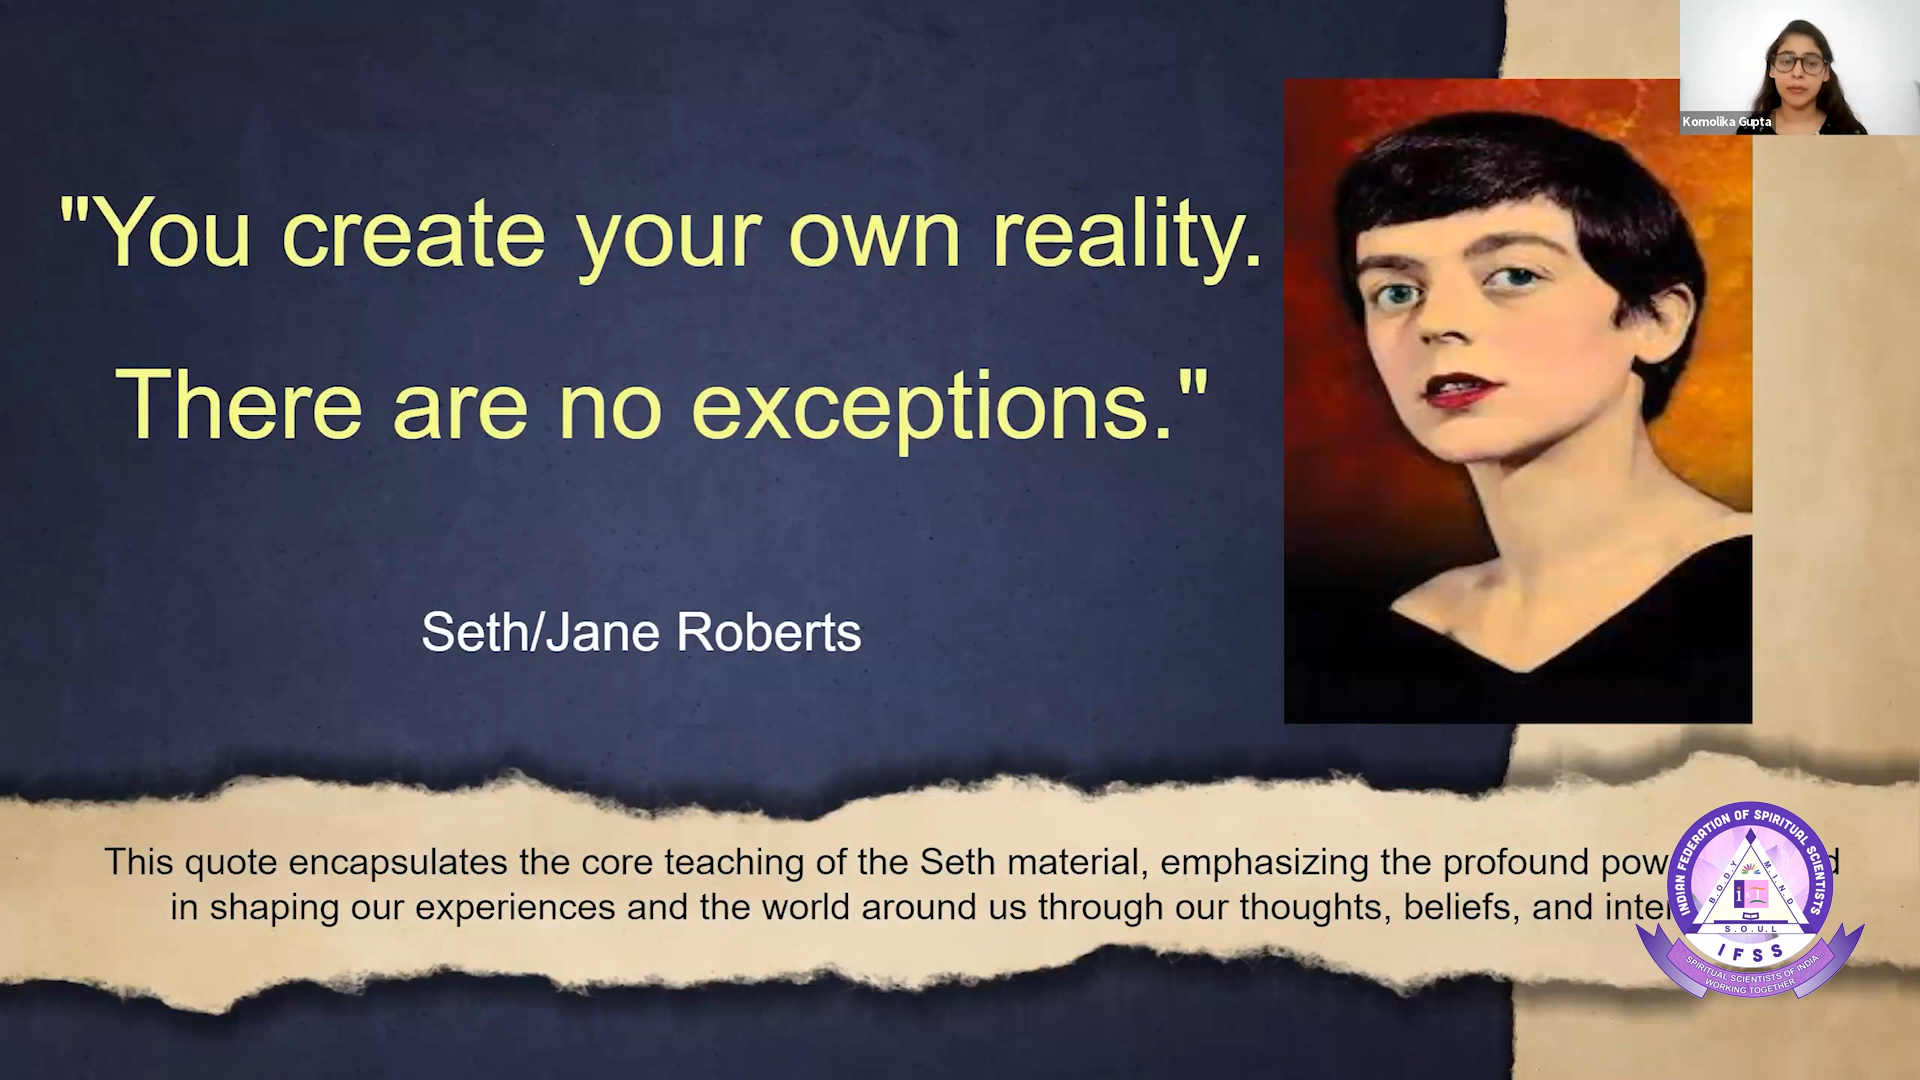 Komolika Gupta
"You create your own reality.
There are no exceptions."
Seth/Jane Roberts
This quote encapsulates the core teaching of the Seth material, emphasizing the profound
in shaping our experiences and the world around us through our thoughts, beliefs, and
INDIAN FEDERATION OF SPIRITUAL SCIENTISTS
BODY
MIND
S.O.U.L
IFSS
SPIRITUAL SCIENTISTS OF INDIA
WORKING TOGETHER